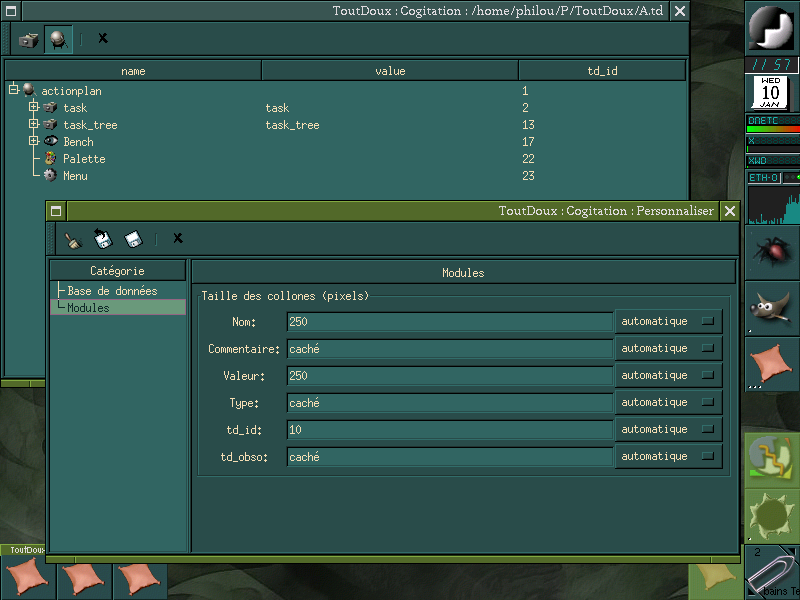 ToutDoux : Cogitation : /home/philou/P/ToutDoux/A.td
name value td_id
actionplan 1
task task 2
task_tree task_tree 13
Bench 17
Palette 22
Menu 23
ToutDoux : Cogitation : Personnaliser
Catégorie
Base de données
Modules
Modules
Taille des collones (pixels)
Nom: 250 automatique
Commentaire: caché automatique
Valeur: 250 automatique
Type: caché automatique
td_id: 10 automatique
td_obso: caché automatique
ToutDoux
11 57
WED
10
JAN
DNETC
X
XWD
ETH-0
2
bains Te